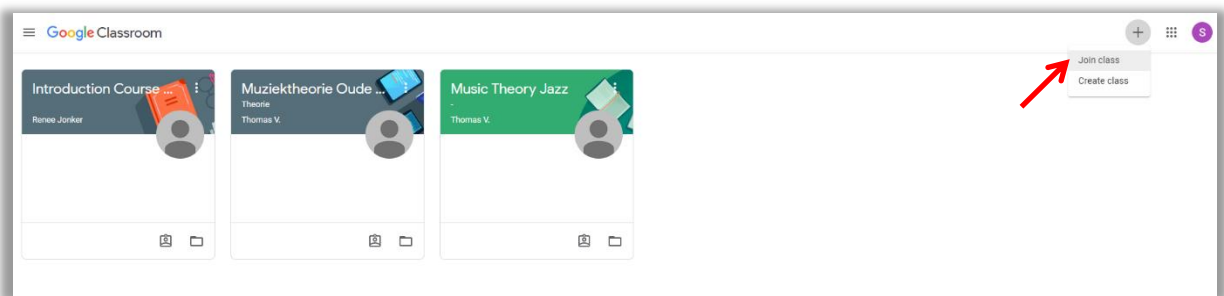 Google Classroom
S
Join class
Create class
Introduction Course ...
Renee Jonker
Muziektheorie Oude ...
Theorie
Thomas V.
Music Theory Jazz
-
Thomas V.